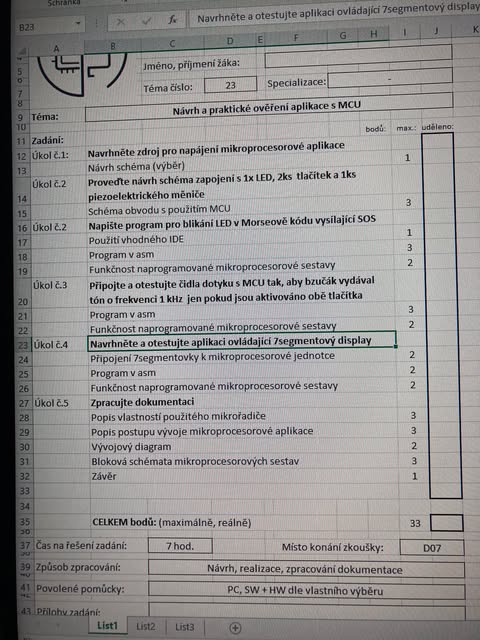 Schránka
B23 fx Navrhněte a otestujte aplikaci ovládající 7segmentový display
A B C D E F G H I J K
5 Jméno, příjmení žáka:
6
7 Téma číslo: 23 Specializace: -
8
9 Téma: Návrh a praktické ověření aplikace s MCU
10 bodů: max.: uděleno:
11 Zadání:
12 Úkol č.1: Navrhněte zdroj pro napájení mikroprocesorové aplikace
13 Návrh schéma (výběr) 1
14 Úkol č.2 Proveďte návrh schéma zapojení s 1x LED, 2ks tlačítek a 1ks
piezoelektrického měniče
15 Schéma obvodu s použitím MCU 3
16 Úkol č.2 Napište program pro blikání LED v Morseově kódu vysílající SOS
17 Použití vhodného IDE 1
18 Program v asm 3
19 Funkčnost naprogramované mikroprocesorové sestavy 2
20 Úkol č.3 Připojte a otestujte čidla dotyku s MCU tak, aby bzučák vydával
tón o frekvenci 1 kHz jen pokud jsou aktivováno obě tlačítka
21 Program v asm 3
22 Funkčnost naprogramované mikroprocesorové sestavy 2
23 Úkol č.4 Navrhněte a otestujte aplikaci ovládající 7segmentový display
24 Připojení 7segmentovky k mikroprocesorové jednotce 2
25 Program v asm 2
26 Funkčnost naprogramované mikroprocesorové sestavy 2
27 Úkol č.5 Zpracujte dokumentaci
28 Popis vlastností použitého mikrořadiče 3
29 Popis postupu vývoje mikroprocesorové aplikace 3
30 Vývojový diagram 2
31 Bloková schémata mikroprocesorových sestav 3
32 Závěr 1
33
34
35 CELKEM bodů: (maximálně, reálně) 33
37 Čas na řešení zadání: 7 hod. Místo konání zkoušky: D07
39 Způsob zpracování: Návrh, realizace, zpracování dokumentace
41 Povolené pomůcky: PC, SW + HW dle vlastního výběru
43 Přílohy zadání:
List1 List2 List3